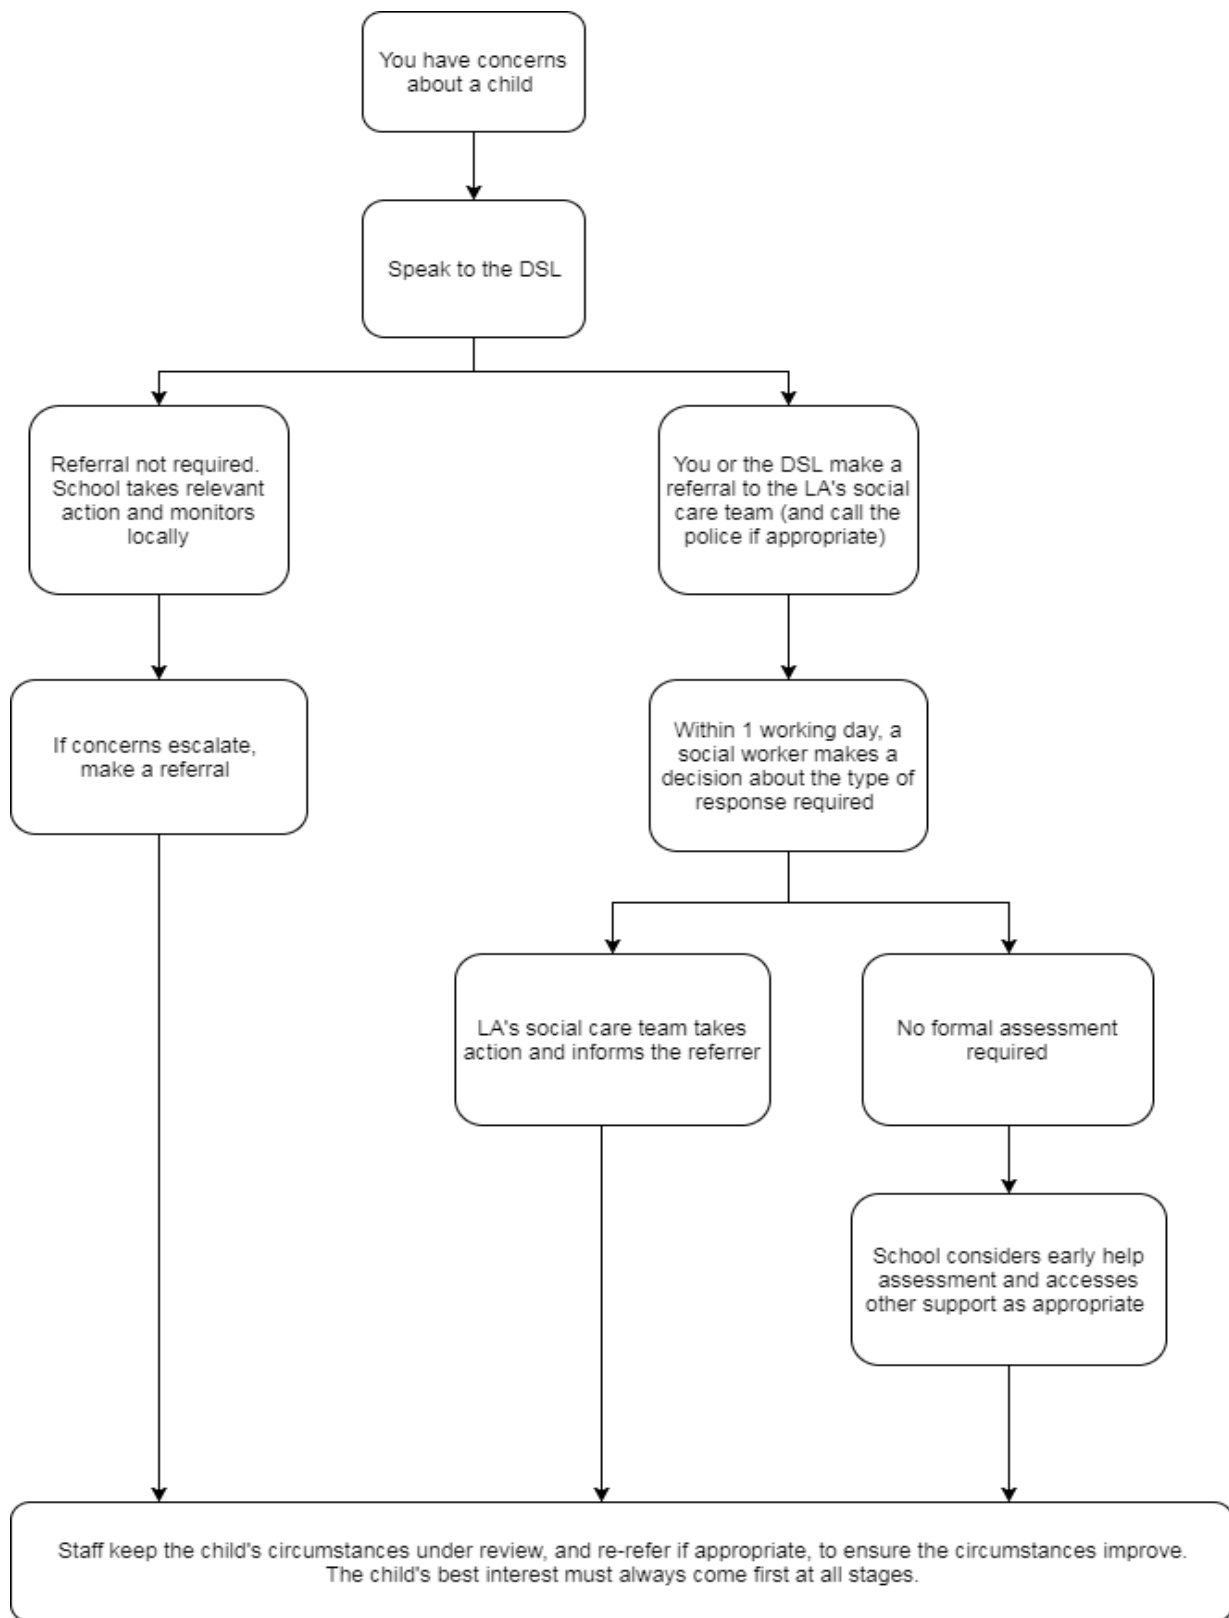 You have concerns
about a child
Speak to the DSL
Referral not required.
School takes relevant
action and monitors
locally
You or the DSL make a
referral to the LA's social
care team (and call the
police if appropriate)
If concerns escalate,
make a referral
Within 1 working day, a
social worker makes a
decision about the type of
response required
LA's social care team takes
action and informs the referrer
No formal assessment
required
School considers early help
assessment and accesses
other support as appropriate
Staff keep the child's circumstances under review, and re-refer if appropriate, to ensure the circumstances improve.
The child's best interest must always come first at all stages.